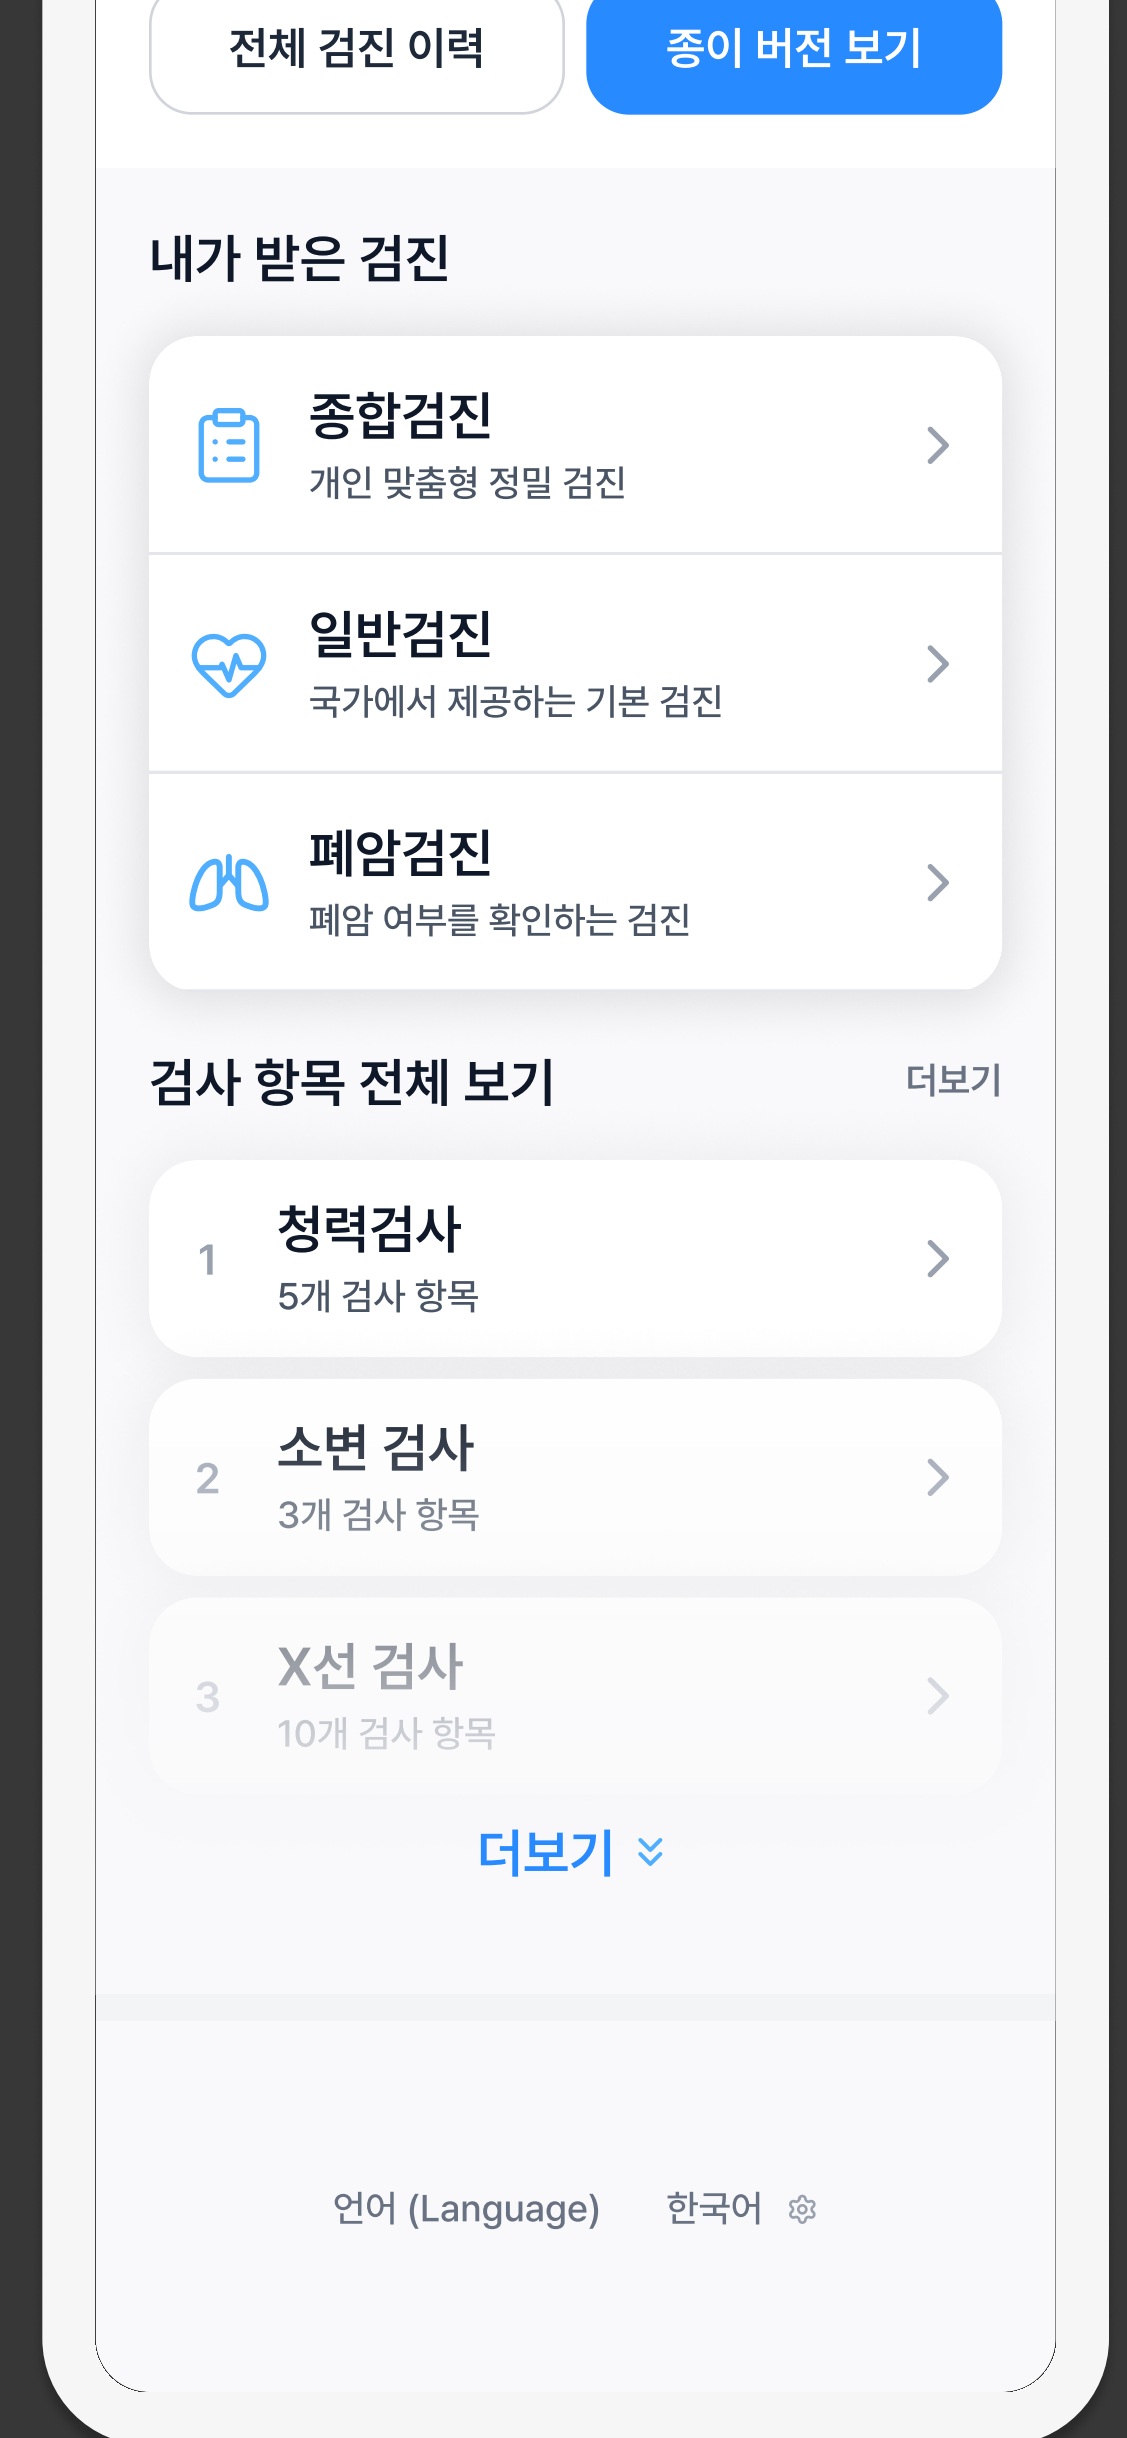 전체 검진 이력
종이 버전 보기
내가 받은 검진
종합검진
개인 맞춤형 정밀 검진
일반검진
국가에서 제공하는 기본 검진
폐암검진
폐암 여부를 확인하는 검진
검사 항목 전체 보기
더보기
1
청력검사
5개 검사 항목
2
소변 검사
3개 검사 항목
3
X선 검사
10개 검사 항목
더보기
언어 (Language)
한국어